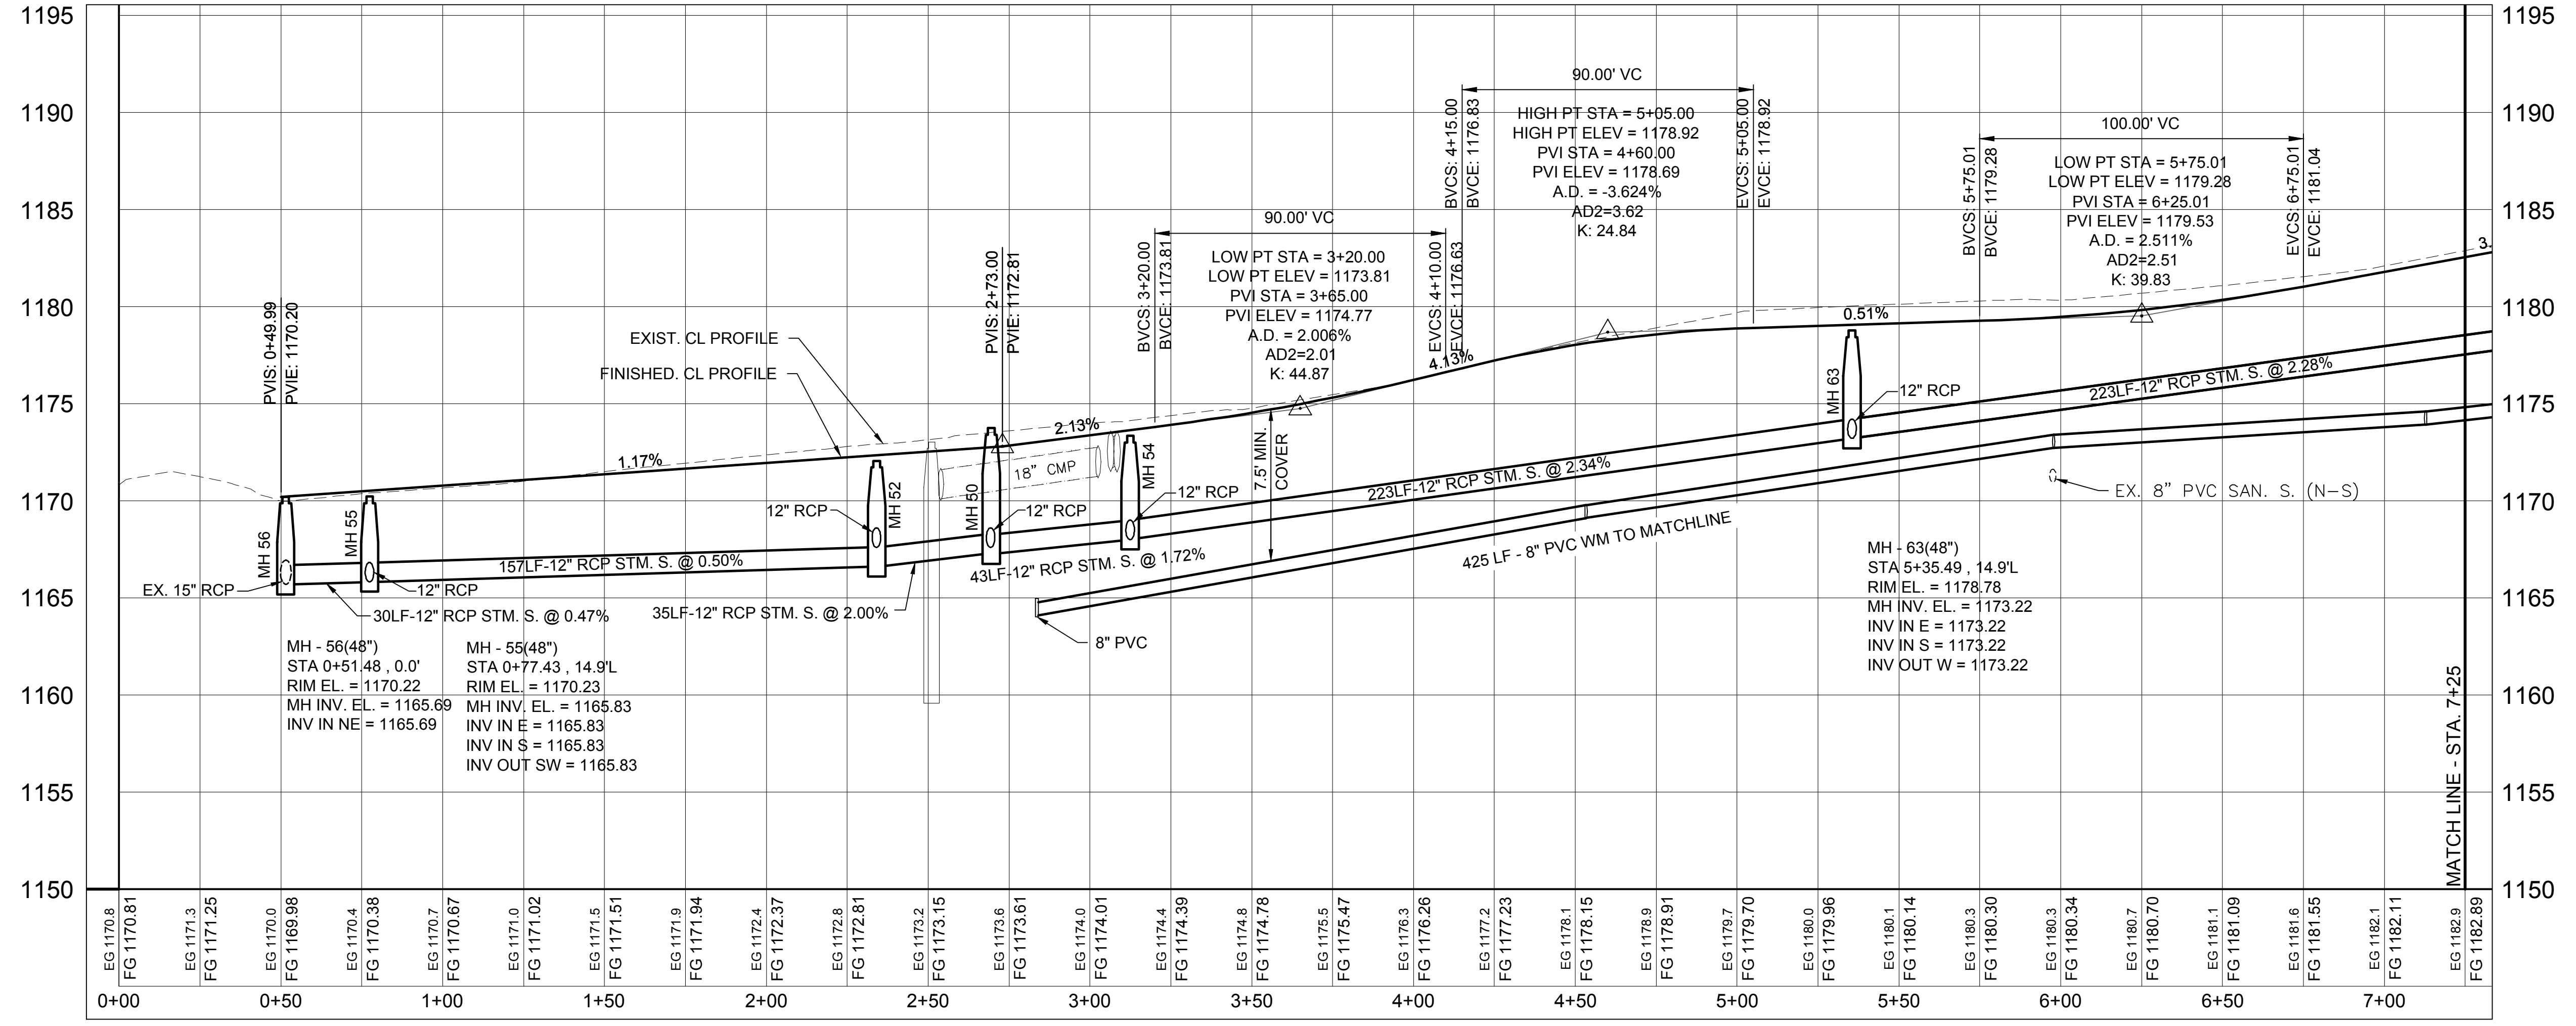 1195
1190
1185
1180
1175
1170
1165
1160
1155
1150
1195
1190
1185
1180
1175
1170
1165
1160
1155
1150
PVIS: 0+49.99
PVIE: 1170.20
PVIS: 2+73.00
PVIE: 1172.81
BVCS: 3+20.00
BVCE: 1173.81
90.00' VC
LOW PT STA = 3+20.00
LOW PT ELEV = 1173.81
PVI STA = 3+65.00
PVI ELEV = 1174.77
A.D. = 2.006%
AD2=2.01
K: 44.87
EVCS: 4+10.00
EVCE: 1176.63
BVCS: 4+15.00
BVCE: 1176.83
90.00' VC
HIGH PT STA = 5+05.00
HIGH PT ELEV = 1178.92
PVI STA = 4+60.00
PVI ELEV = 1178.69
A.D. = -3.624%
AD2=3.62
K: 24.84
EVCS: 5+05.00
EVCE: 1178.92
BVCS: 5+75.01
BVCE: 1179.28
100.00' VC
LOW PT STA = 5+75.01
LOW PT ELEV = 1179.28
PVI STA = 6+25.01
PVI ELEV = 1179.53
A.D. = 2.511%
AD2=2.51
K: 39.83
EVCS: 6+75.01
EVCE: 1181.04
3.
EXIST. CL PROFILE
FINISHED. CL PROFILE
1.17%
2.13%
4.13%
0.51%
MH 56
MH 55
MH 52
MH 50
MH 54
MH 63
18" CMP
12" RCP
12" RCP
12" RCP
12" RCP
12" RCP
EX. 15" RCP
7.5' MIN.
COVER
157LF-12" RCP STM. S. @ 0.50%
30LF-12" RCP STM. S. @ 0.47%
35LF-12" RCP STM. S. @ 2.00%
43LF-12" RCP STM. S. @ 1.72%
223LF-12" RCP STM. S. @ 2.34%
223LF-12" RCP STM. S. @ 2.28%
425 LF - 8" PVC WM TO MATCHLINE
8" PVC
EX. 8" PVC SAN. S. (N-S)
MH - 56(48")
STA 0+51.48 , 0.0'
RIM EL. = 1170.22
MH INV. EL. = 1165.69
INV IN NE = 1165.69
MH - 55(48")
STA 0+77.43 , 14.9'L
RIM EL. = 1170.23
MH INV. EL. = 1165.83
INV IN E = 1165.83
INV IN S = 1165.83
INV OUT SW = 1165.83
MH - 63(48")
STA 5+35.49 , 14.9'L
RIM EL. = 1178.78
MH INV. EL. = 1173.22
INV IN E = 1173.22
INV IN S = 1173.22
INV OUT W = 1173.22
MATCH LINE - STA. 7+25
EG 1170.8
FG 1170.81
EG 1171.3
FG 1171.25
EG 1170.0
FG 1169.98
EG 1170.4
FG 1170.38
EG 1170.7
FG 1170.67
EG 1171.0
FG 1171.02
EG 1171.5
FG 1171.51
EG 1171.9
FG 1171.94
EG 1172.4
FG 1172.37
EG 1172.8
FG 1172.81
EG 1173.2
FG 1173.15
EG 1173.6
FG 1173.61
EG 1174.0
FG 1174.01
EG 1174.4
FG 1174.39
EG 1174.8
FG 1174.78
EG 1175.5
FG 1175.47
EG 1176.3
FG 1176.26
EG 1177.2
FG 1177.23
EG 1178.1
FG 1178.15
EG 1178.9
FG 1178.91
EG 1179.7
FG 1179.70
EG 1180.0
FG 1179.96
EG 1180.1
FG 1180.14
EG 1180.3
FG 1180.30
EG 1180.3
FG 1180.34
EG 1180.7
FG 1180.70
EG 1181.1
FG 1181.09
EG 1181.6
FG 1181.55
EG 1182.1
FG 1182.11
EG 1182.9
FG 1182.89
0+00
0+50
1+00
1+50
2+00
2+50
3+00
3+50
4+00
4+50
5+00
5+50
6+00
6+50
7+00